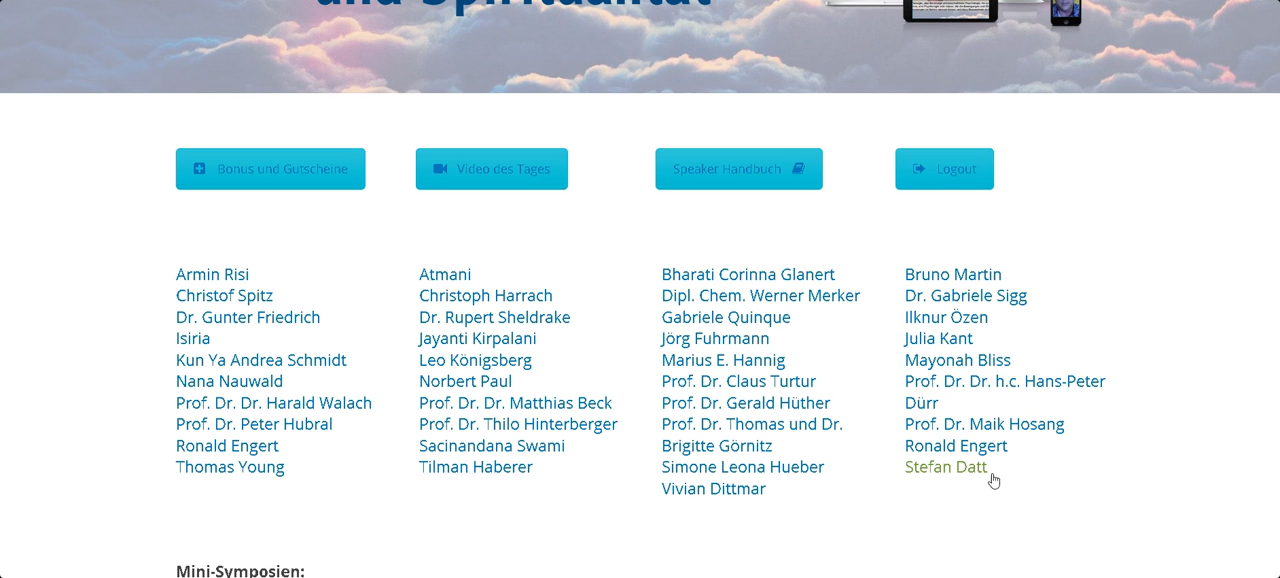 und Spiritualität
Bonus und Gutscheine
Video des Tages
Speaker Handbuch
Logout
Armin Risi
Christof Spitz
Dr. Gunter Friedrich
Isiria
Kun Ya Andrea Schmidt
Nana Nauwald
Prof. Dr. Dr. Harald Walach
Prof. Dr. Peter Hubral
Ronald Engert
Thomas Young
Atmani
Christoph Harrach
Dr. Rupert Sheldrake
Jayanti Kirpalani
Leo Königsberg
Norbert Paul
Prof. Dr. Dr. Matthias Beck
Prof. Dr. Thilo Hinterberger
Sacinandana Swami
Tilman Haberer
Bharati Corinna Glanert
Dipl. Chem. Werner Merker
Gabriele Quinque
Jörg Fuhrmann
Marius E. Hannig
Prof. Dr. Claus Turtur
Prof. Dr. Gerald Hüther
Prof. Dr. Thomas und Dr.
Brigitte Görnitz
Simone Leona Hueber
Vivian Dittmar
Bruno Martin
Dr. Gabriele Sigg
Ilknur Özen
Julia Kant
Mayonah Bliss
Prof. Dr. Dr. h.c. Hans-Peter
Dürr
Prof. Dr. Maik Hosang
Ronald Engert
Stefan Datt
Mini-Symposien: